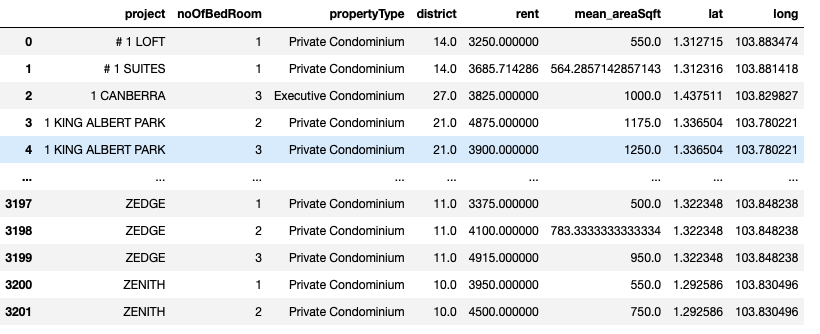 project noOfBedRoom propertyType district rent mean_areaSqft lat long
0 # 1 LOFT 1 Private Condominium 14.0 3250.000000 550.0 1.312715 103.883474
1 # 1 SUITES 1 Private Condominium 14.0 3685.714286 564.2857142857143 1.312316 103.881418
2 1 CANBERRA 3 Executive Condominium 27.0 3825.000000 1000.0 1.437511 103.829827
3 1 KING ALBERT PARK 2 Private Condominium 21.0 4875.000000 1175.0 1.336504 103.780221
4 1 KING ALBERT PARK 3 Private Condominium 21.0 3900.000000 1250.0 1.336504 103.780221
... ... ... ... ... ... ... ... ...
3197 ZEDGE 1 Private Condominium 11.0 3375.000000 500.0 1.322348 103.848238
3198 ZEDGE 2 Private Condominium 11.0 4100.000000 783.3333333333334 1.322348 103.848238
3199 ZEDGE 3 Private Condominium 11.0 4915.000000 950.0 1.322348 103.848238
3200 ZENITH 1 Private Condominium 10.0 3950.000000 550.0 1.292586 103.830496
3201 ZENITH 2 Private Condominium 10.0 4500.000000 750.0 1.292586 103.830496